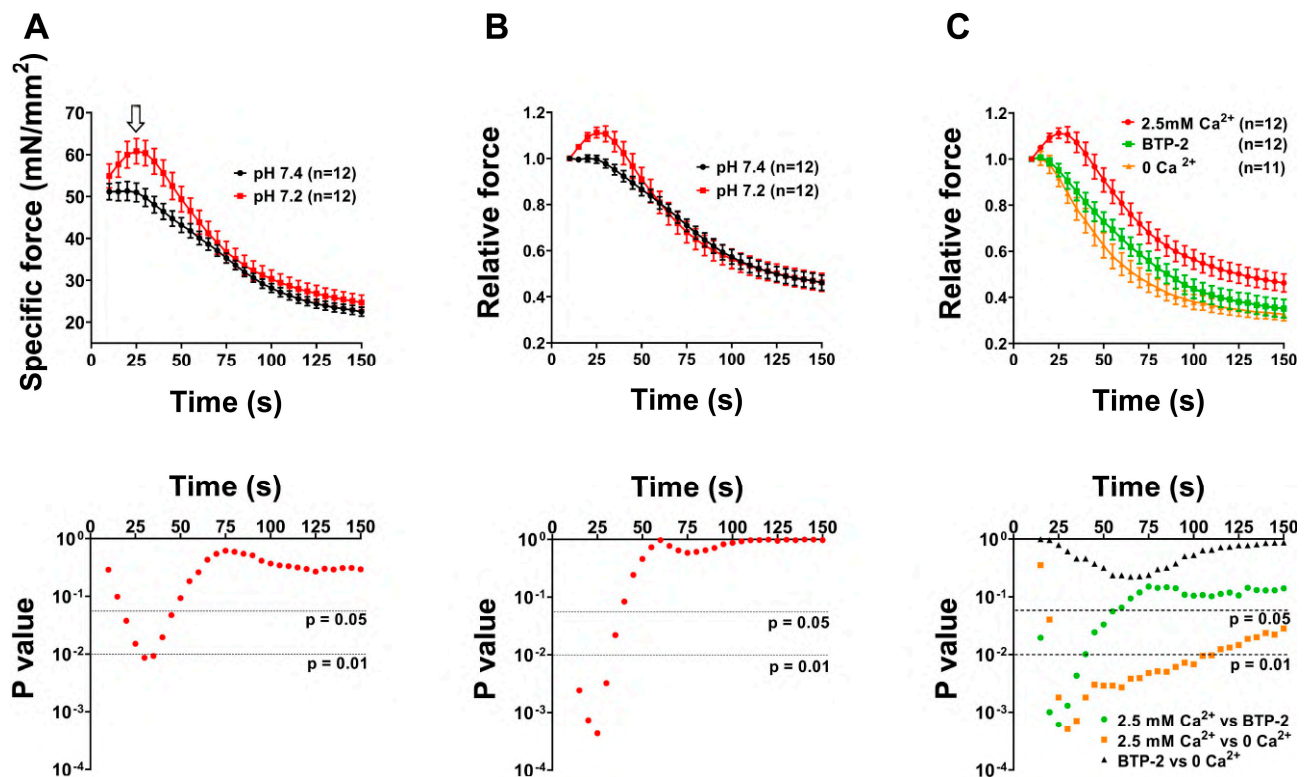 A
B
C
Specific force (mN/mm²)
70
60
50
40
30
20
pH 7.4 (n=12)
pH 7.2 (n=12)
0 25 50 75 100 125 150
Time (s)
Relative force
1.2
1.0
0.8
0.6
0.4
0.2
pH 7.4 (n=12)
pH 7.2 (n=12)
0 25 50 75 100 125 150
Time (s)
Relative force
1.2
1.0
0.8
0.6
0.4
0.2
2.5mM Ca²⁺ (n=12)
BTP-2 (n=12)
0 Ca²⁺ (n=11)
0 25 50 75 100 125 150
Time (s)
Time (s)
0 25 50 75 100 125 150
P value
10⁰
10⁻¹
10⁻²
10⁻³
10⁻⁴
p = 0.05
p = 0.01
Time (s)
0 25 50 75 100 125 150
P value
10⁰
10⁻¹
10⁻²
10⁻³
10⁻⁴
p = 0.05
p = 0.01
Time (s)
0 25 50 75 100 125 150
P value
10⁰
10⁻¹
10⁻²
10⁻³
10⁻⁴
p = 0.05
p = 0.01
2.5 mM Ca²⁺ vs BTP-2
2.5 mM Ca²⁺ vs 0 Ca²⁺
BTP-2 vs 0 Ca²⁺